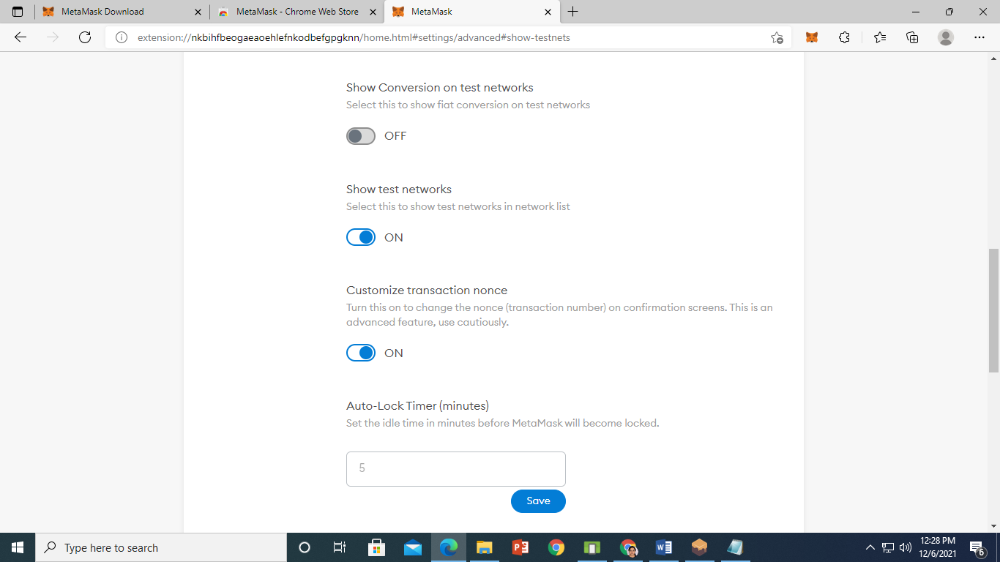 MetaMask Download
MetaMask - Chrome Web Store
MetaMask
extension://nkbihfbeogaeaoehlefnkodbefgpgknn/home.html#settings/advanced#show-testnets
Show Conversion on test networks
Select this to show fiat conversion on test networks
OFF
Show test networks
Select this to show test networks in network list
ON
Customize transaction nonce
Turn this on to change the nonce (transaction number) on confirmation screens. This is an
advanced feature, use cautiously.
ON
Auto-Lock Timer (minutes)
Set the idle time in minutes before MetaMask will become locked.
5
Save
Type here to search
12:28 PM
12/6/2021
6